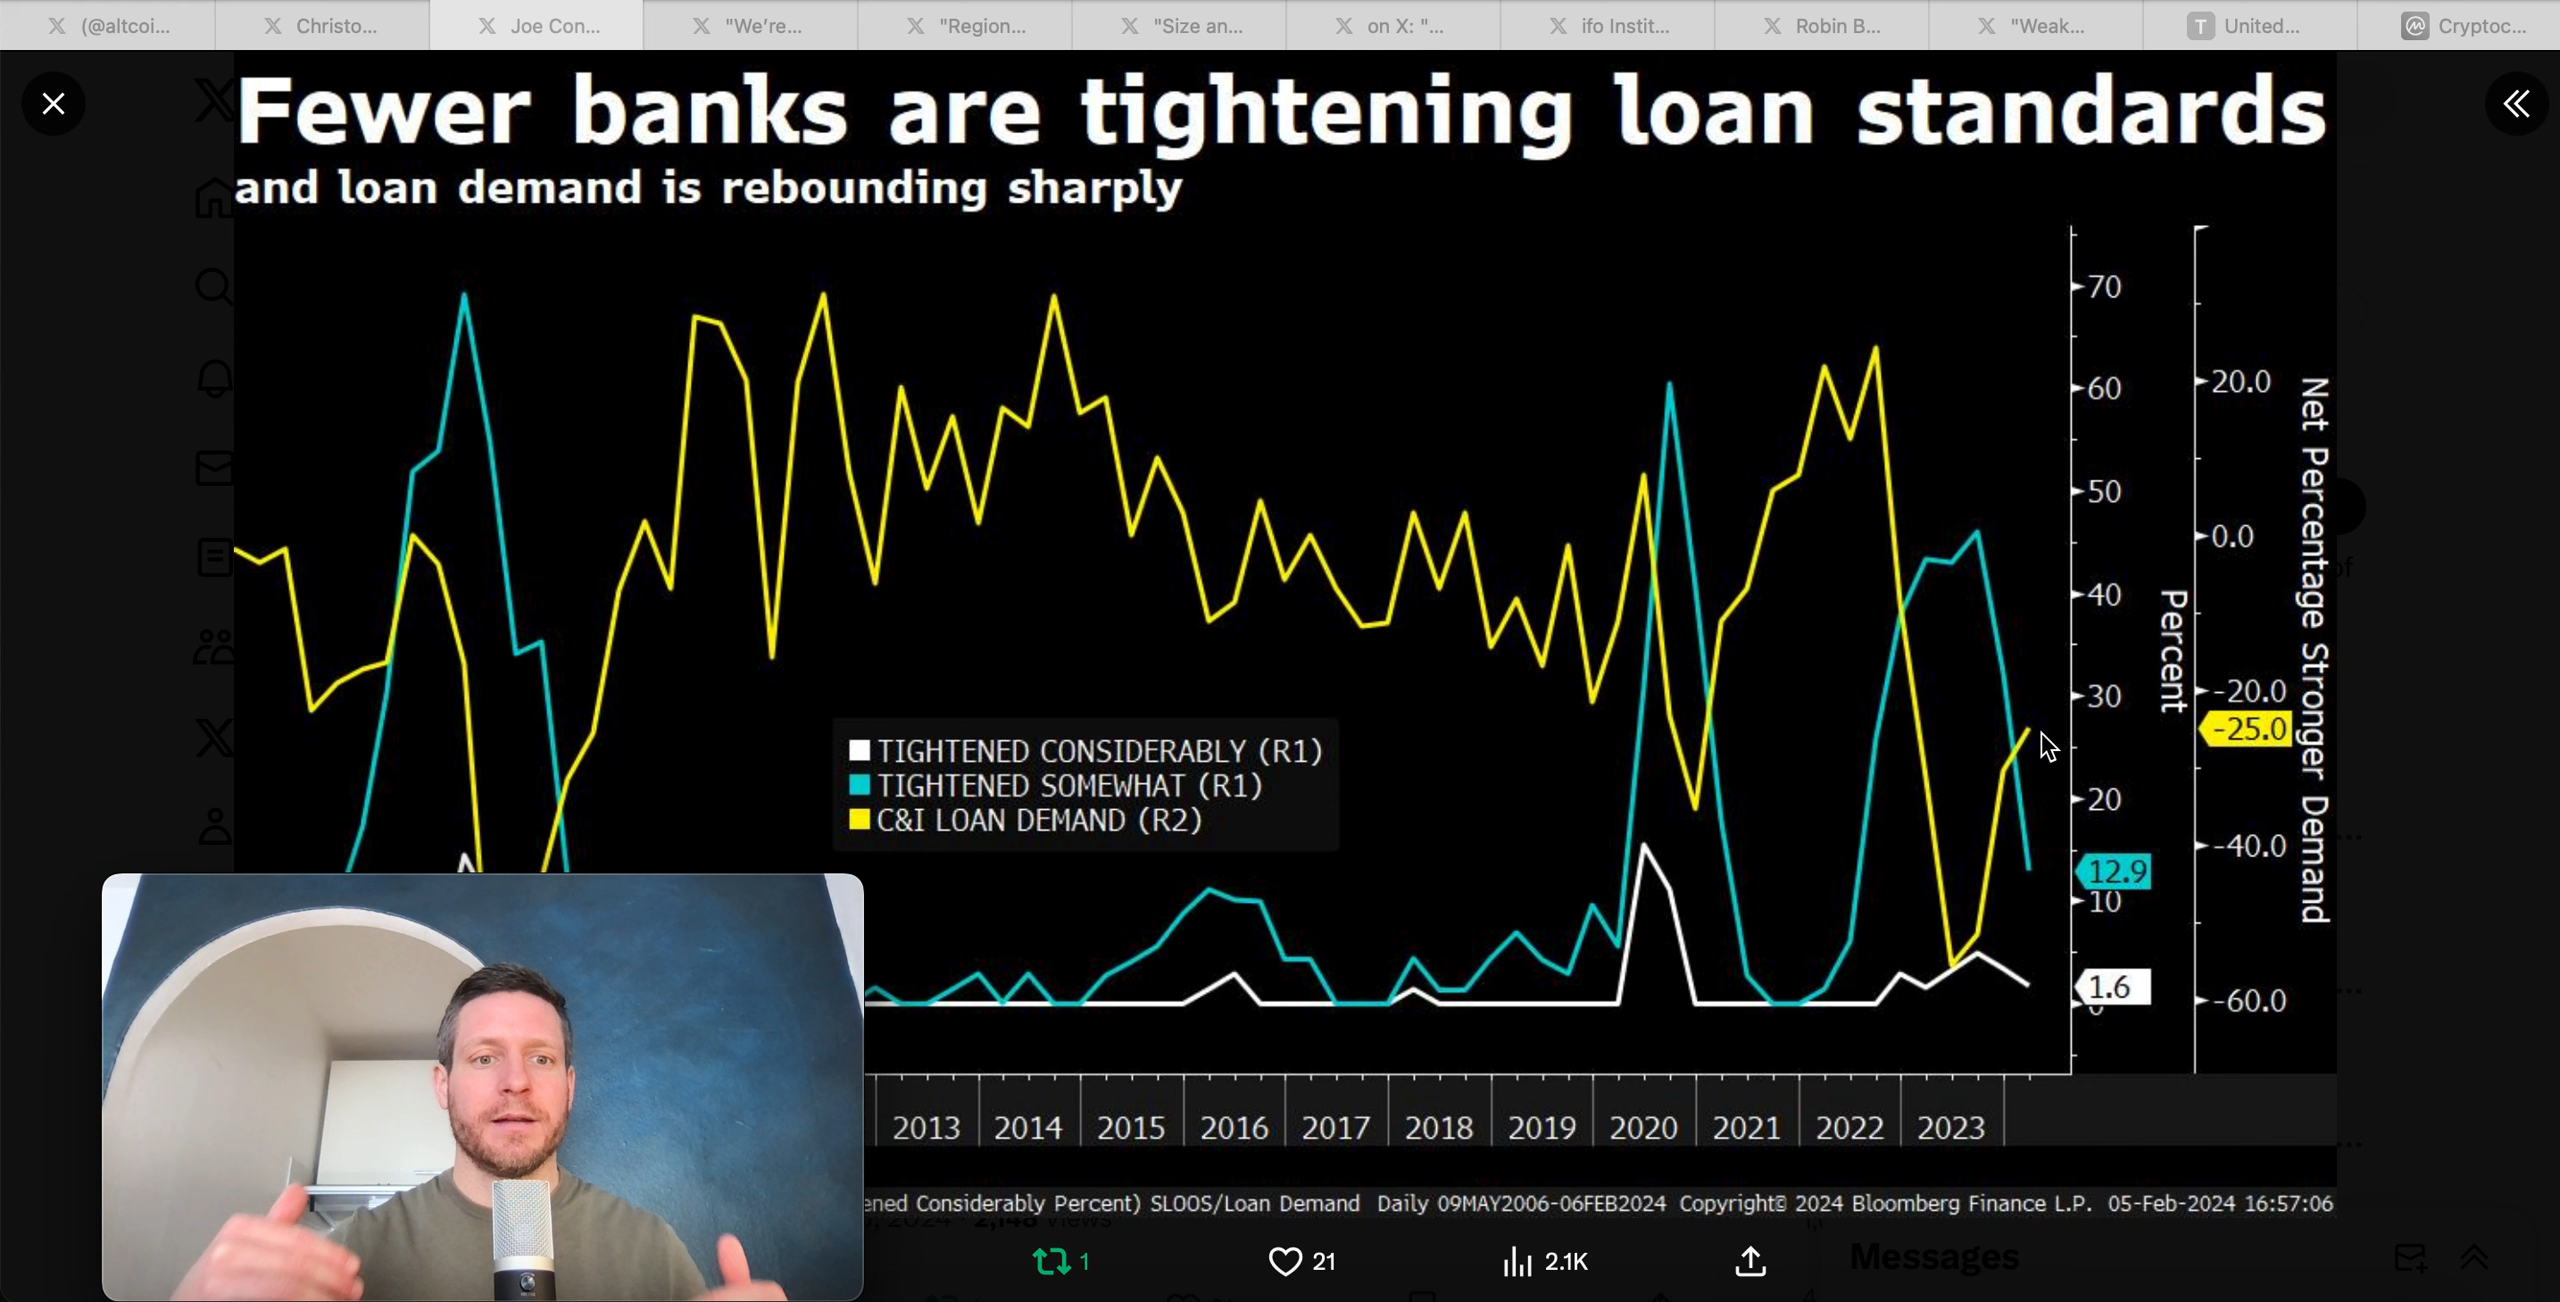 (@altcoi...
Christo...
Joe Con...
"We're...
"Region...
"Size an...
on X: "...
ifo Instit...
Robin B...
"Weak...
T United...
Cryptoc...
Fewer banks are tightening loan standards
and loan demand is rebounding sharply
70
60
50
40
30
20
12.9
10
1.6
0
Percent
20.0
0.0
-20.0
-25.0
-40.0
-60.0
Net Percentage Stronger Demand
TIGHTENED CONSIDERABLY (R1)
TIGHTENED SOMEWHAT (R1)
C&I LOAN DEMAND (R2)
2013 2014 2015 2016 2017 2018 2019 2020 2021 2022 2023
ened Considerably Percent) SLOOS/Loan Demand Daily 09MAY2006-06FEB2024 Copyright© 2024 Bloomberg Finance L.P. 05-Feb-2024 16:57:06
2024 · 2,148 Views
1 21 2.1K
Messages